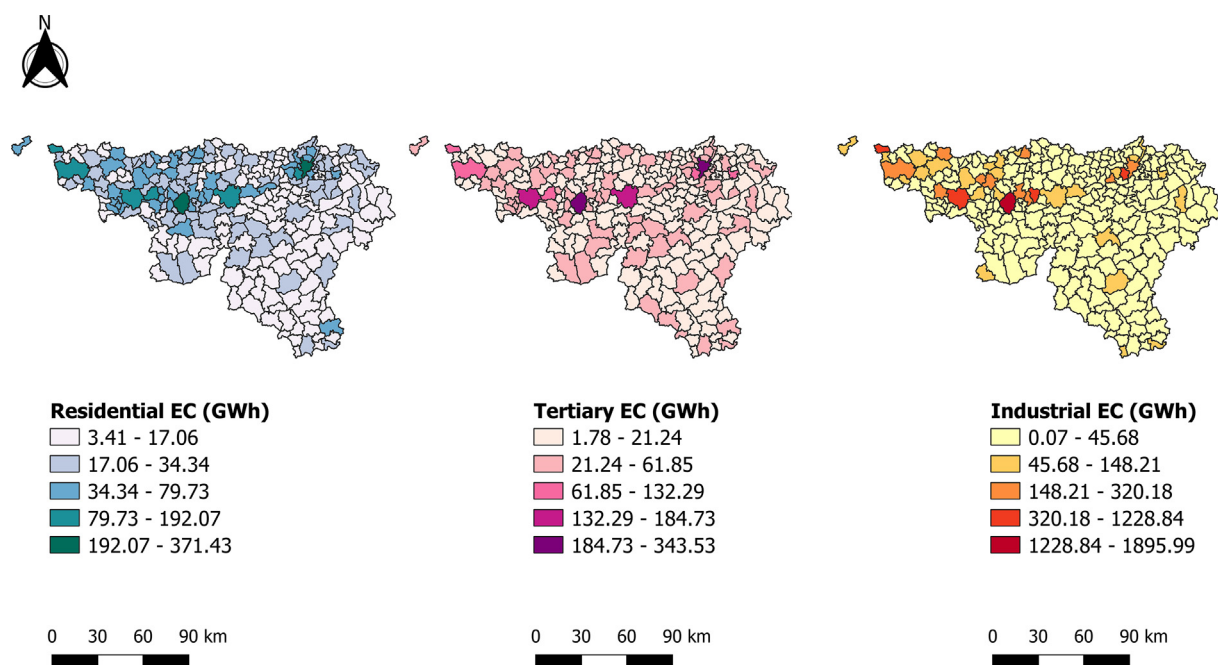 N
Residential EC (GWh)
3.41 - 17.06
17.06 - 34.34
34.34 - 79.73
79.73 - 192.07
192.07 - 371.43
Tertiary EC (GWh)
1.78 - 21.24
21.24 - 61.85
61.85 - 132.29
132.29 - 184.73
184.73 - 343.53
Industrial EC (GWh)
0.07 - 45.68
45.68 - 148.21
148.21 - 320.18
320.18 - 1228.84
1228.84 - 1895.99
0 30 60 90 km
0 30 60 90 km
0 30 60 90 km